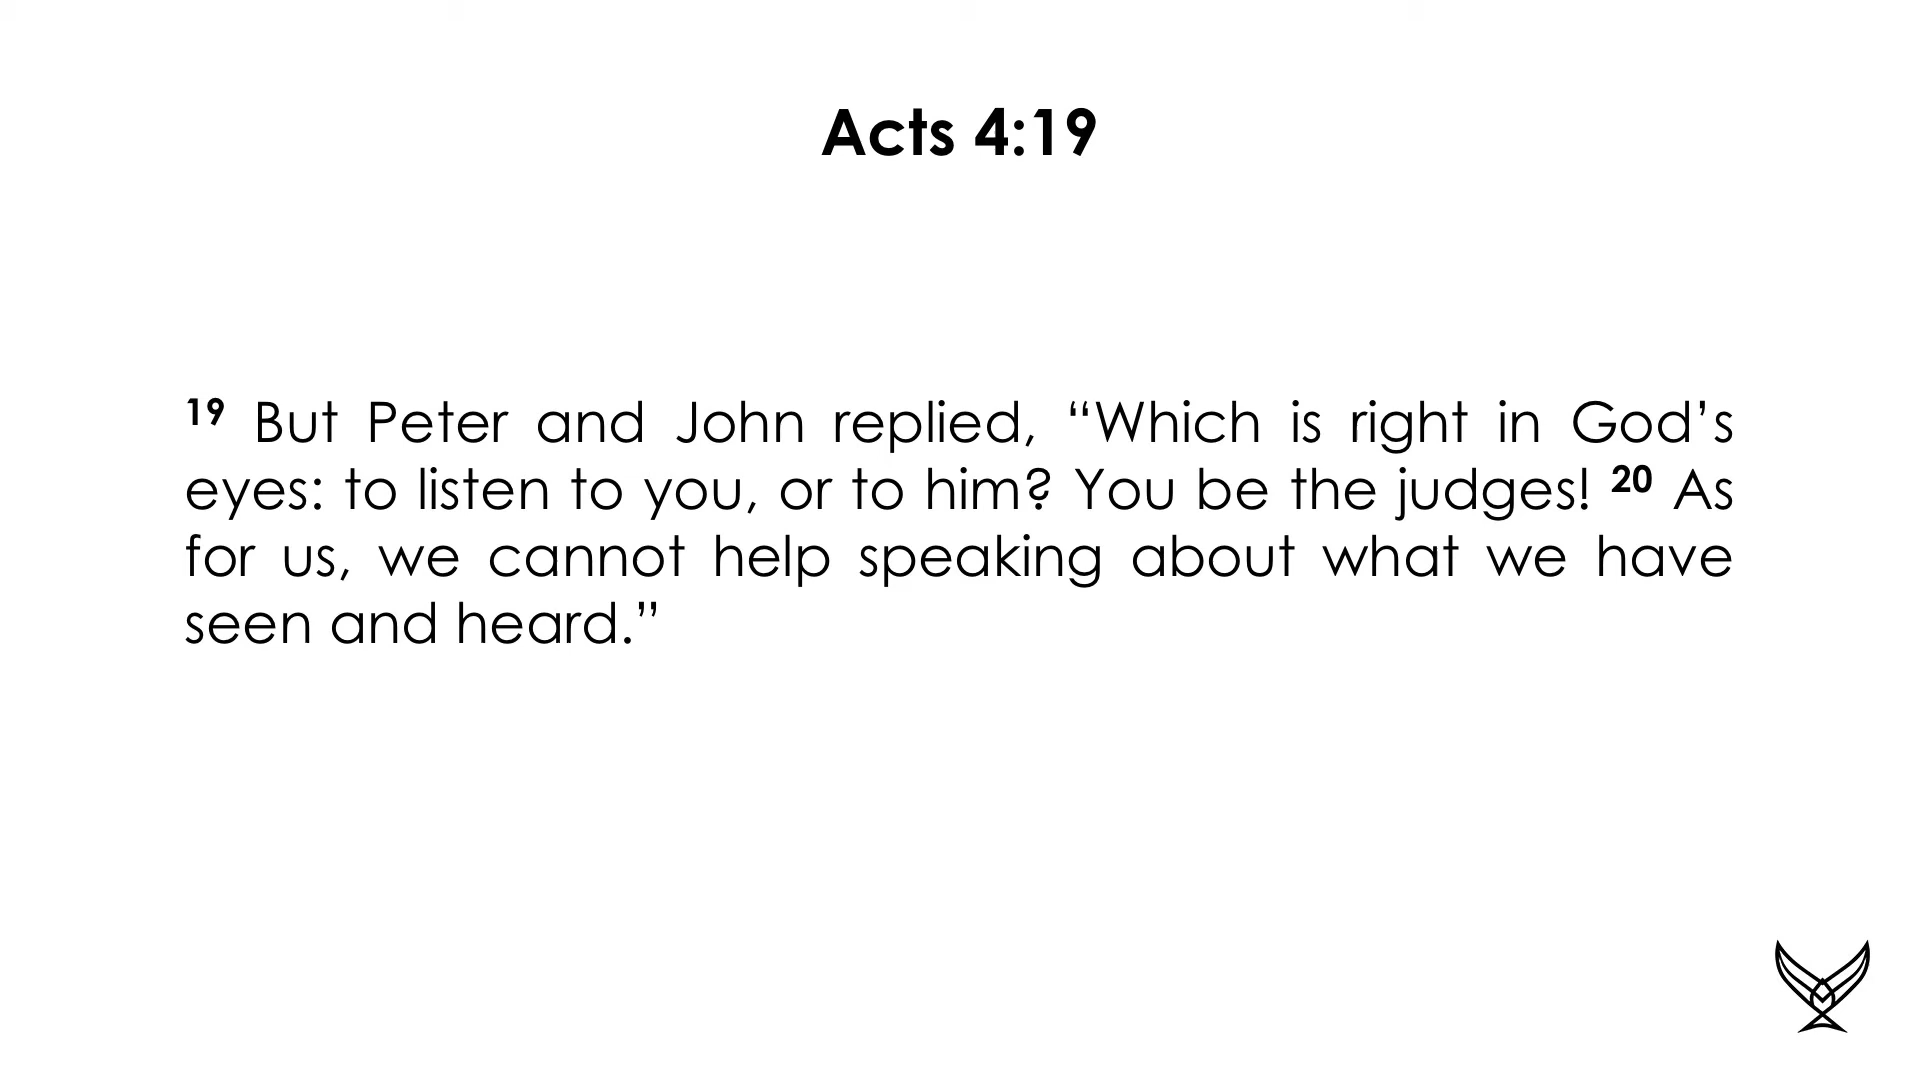 Acts 4:19
19 But Peter and John replied, “Which is right in God’s
eyes: to listen to you, or to him? You be the judges! 20 As
for us, we cannot help speaking about what we have
seen and heard.”